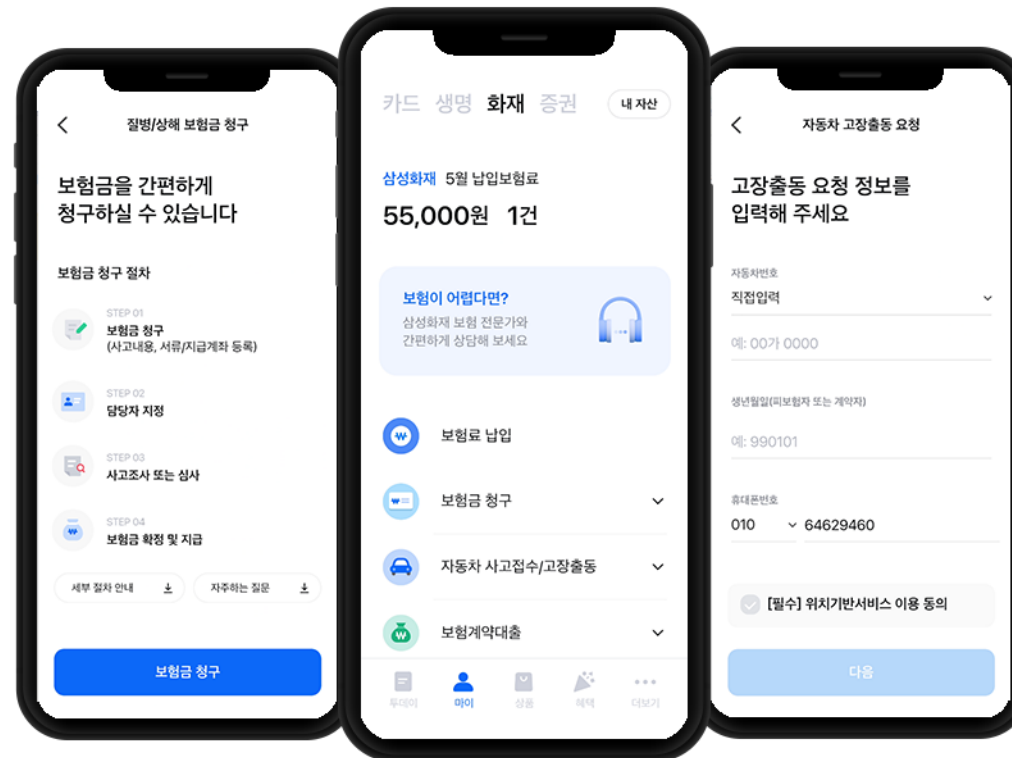 질병/상해 보험금 청구
보험금을 간편하게
청구하실 수 있습니다
보험금 청구 절차
STEP 01
보험금 청구
(사고내용, 서류/지급계좌 등록)
STEP 02
담당자 지정
STEP 03
사고조사 또는 심사
STEP 04
보험금 확정 및 지급
세부 절차 안내
자주하는 질문
보험금 청구
카드 생명 화재 증권 내 자산
삼성화재 5월 납입보험료
55,000원 1건
보험이 어렵다면?
삼성화재 보험 전문가와
간편하게 상담해 보세요
보험료 납입
보험금 청구
자동차 사고접수/고장출동
보험계약대출
투데이 마이 상품 혜택 더보기
자동차 고장출동 요청
고장출동 요청 정보를
입력해 주세요
자동차번호
직접입력
예: 00가 0000
생년월일(피보험자 또는 계약자)
예: 990101
휴대폰번호
010 64629460
[필수] 위치기반서비스 이용 동의
다음